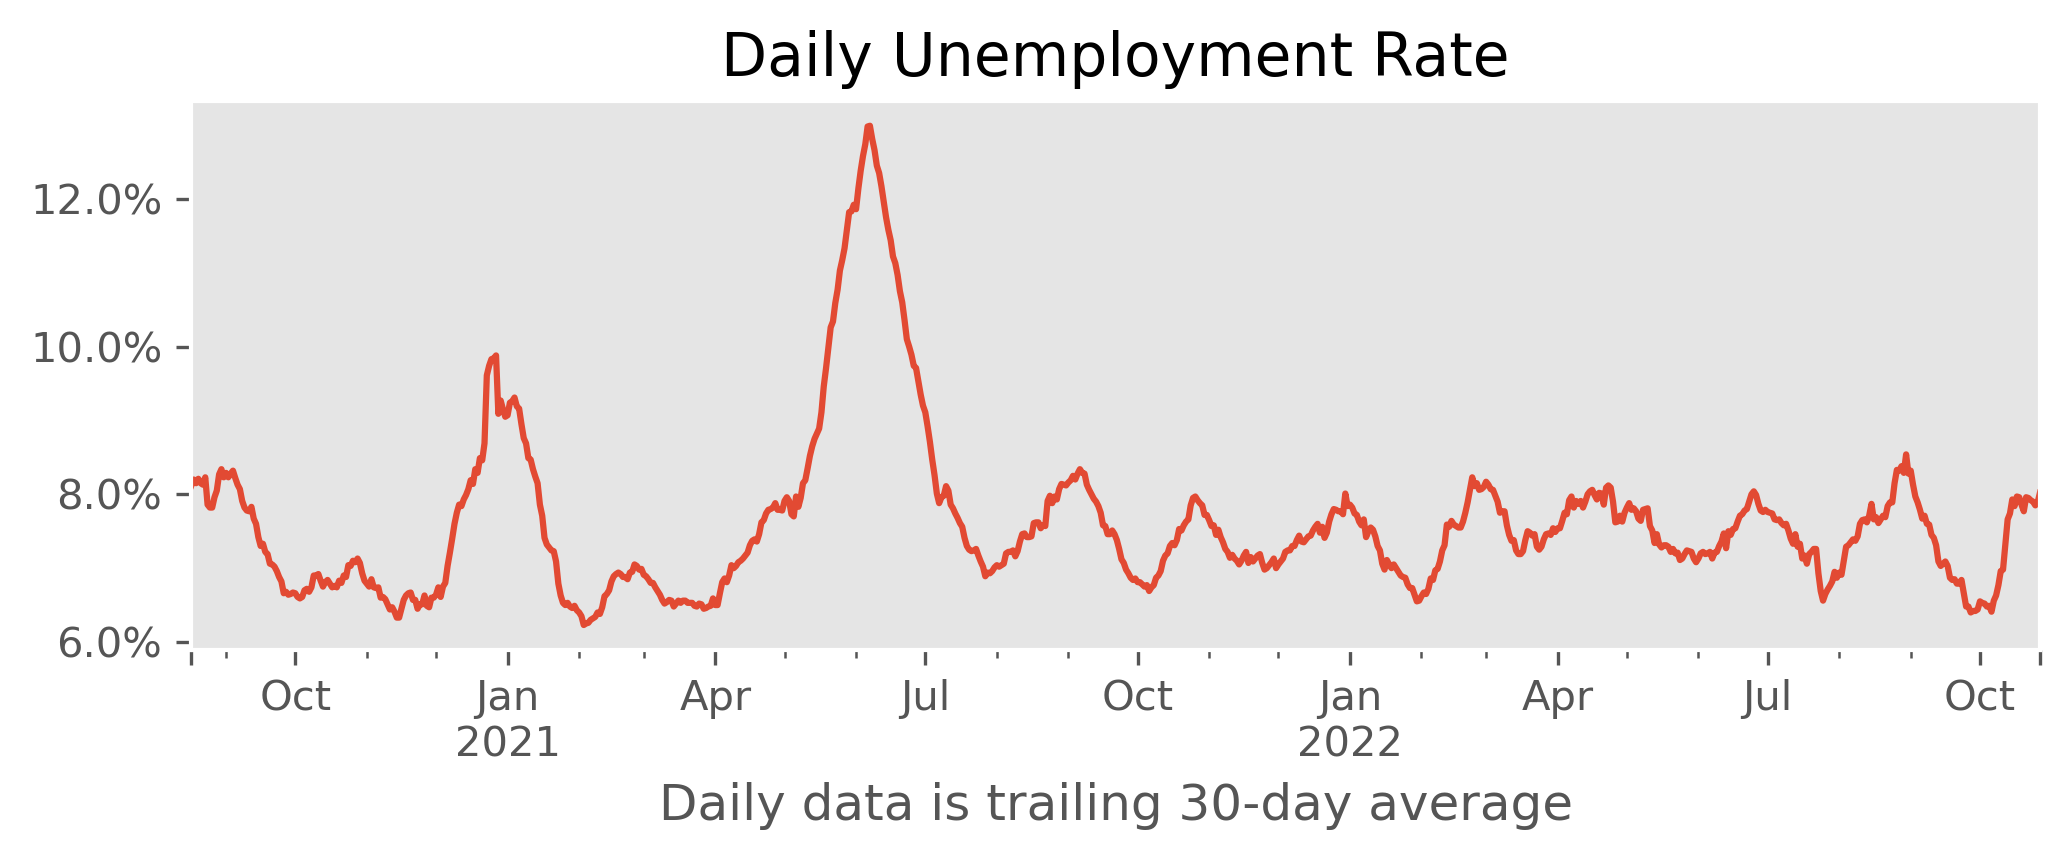 Daily Unemployment Rate
12.0%
10.0%
8.0%
6.0%
Oct Jan Apr Jul Oct Jan Apr Jul Oct
2021 2022
Daily data is trailing 30-day average